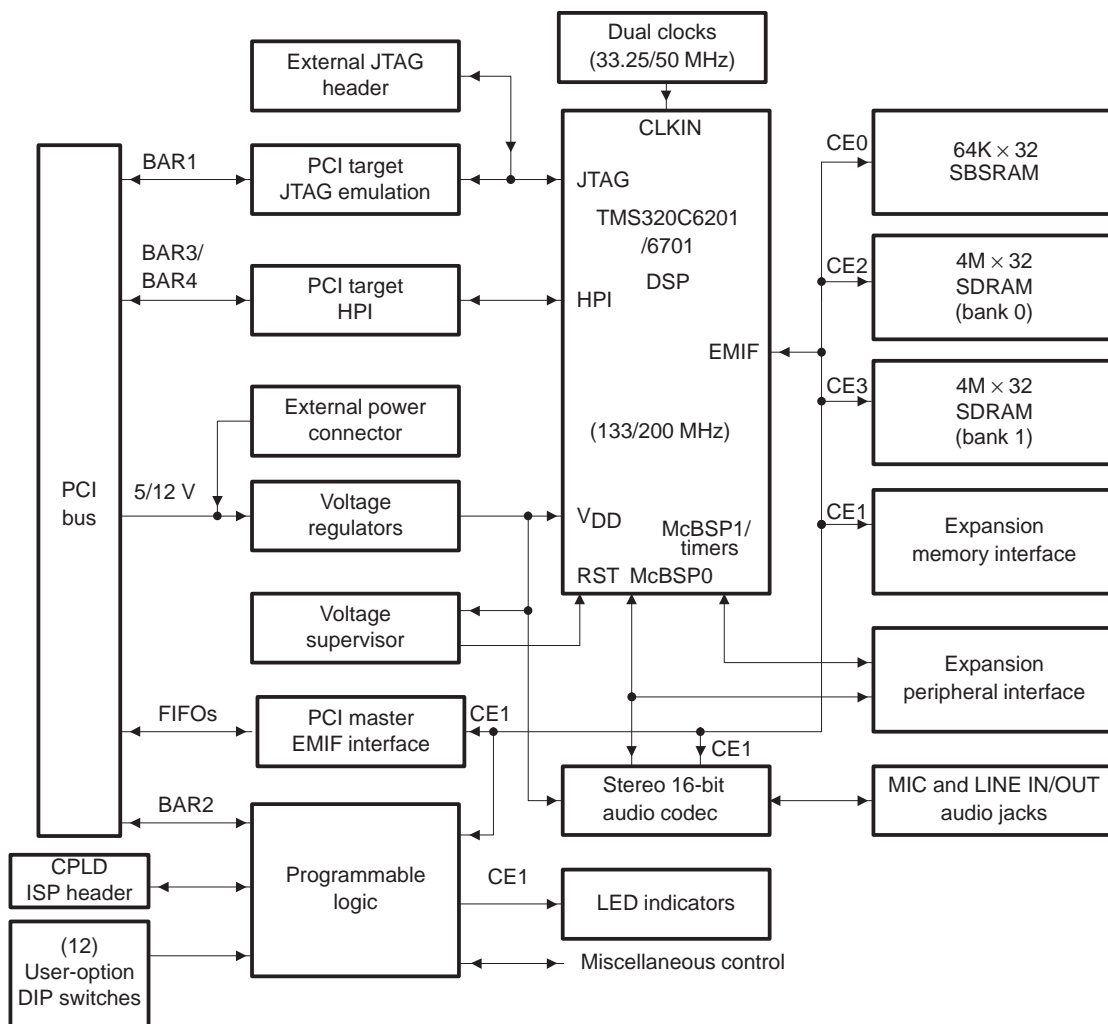 Dual clocks
(33.25/50 MHz)
External JTAG
header
CLKIN
CE0
64K × 32
SBSRAM
BAR1
PCI target
JTAG emulation
JTAG
TMS320C6201
/6701
DSP
BAR3/
BAR4
PCI target
HPI
HPI
CE2
4M × 32
SDRAM
(bank 0)
EMIF
CE3
4M × 32
SDRAM
(bank 1)
External power
connector
(133/200 MHz)
PCI
bus
5/12 V
Voltage
regulators
VDD
McBSP1/
timers
CE1
Expansion
memory interface
RST McBSP0
Voltage
supervisor
Expansion
peripheral interface
FIFOs
PCI master
EMIF interface
CE1
CE1
Stereo 16-bit
audio codec
MIC and LINE IN/OUT
audio jacks
BAR2
CPLD
ISP header
Programmable
logic
CE1
LED indicators
(12)
User-option
DIP switches
Miscellaneous control